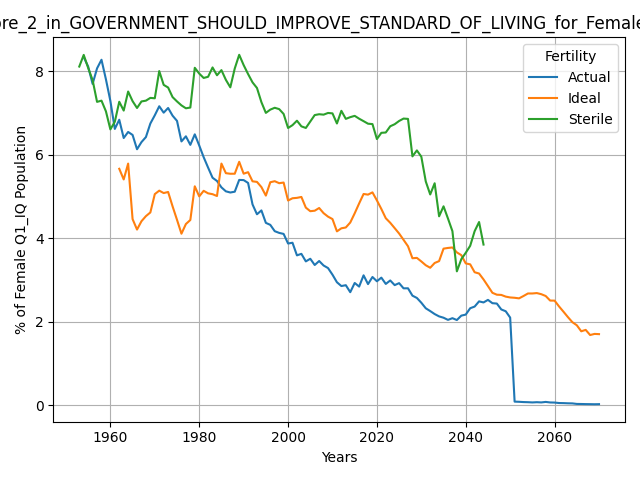 ore_2_in_GOVERNMENT_SHOULD_IMPROVE_STANDARD_OF_LIVING_for_Female
Fertility
Actual
Ideal
Sterile
% of Female Q1_IQ Population
8
6
4
2
0
1960 1980 2000 2020 2040 2060
Years